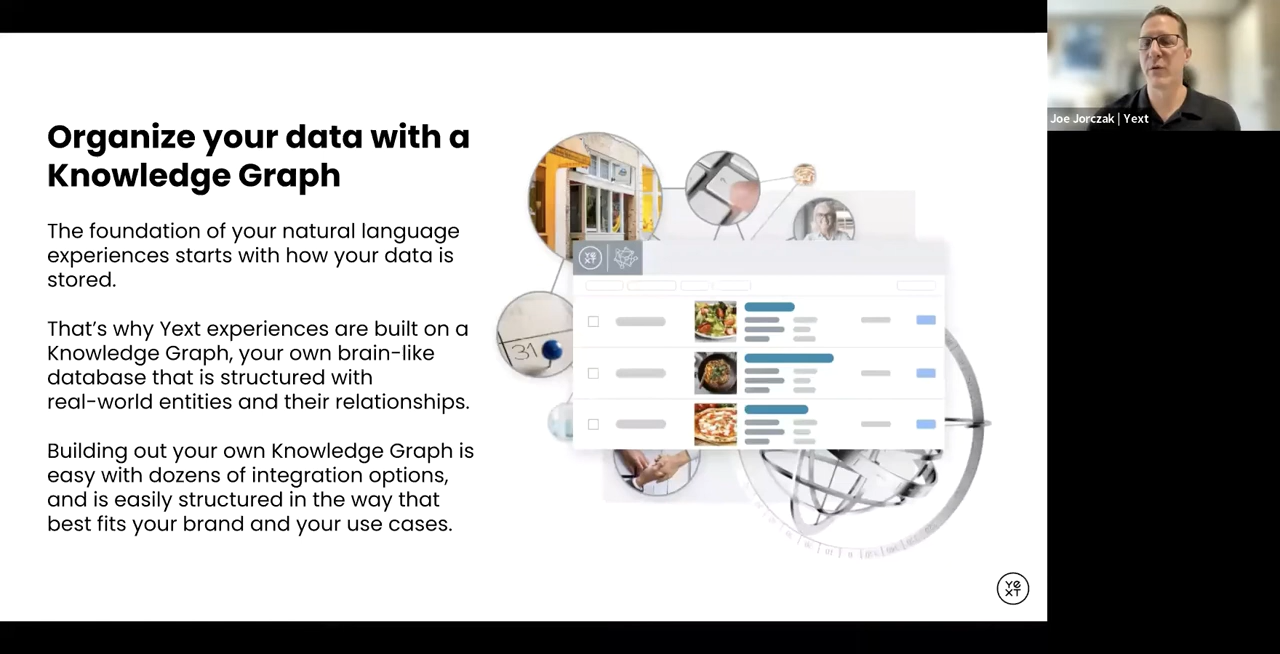 Organize your data with a
Knowledge Graph
The foundation of your natural language
experiences starts with how your data is
stored.
That’s why Yext experiences are built on a
Knowledge Graph, your own brain-like
database that is structured with
real-world entities and their relationships.
Building out your own Knowledge Graph is
easy with dozens of integration options,
and is easily structured in the way that
best fits your brand and your use cases.
31
yext
yext
Joe Jorczak | Yext